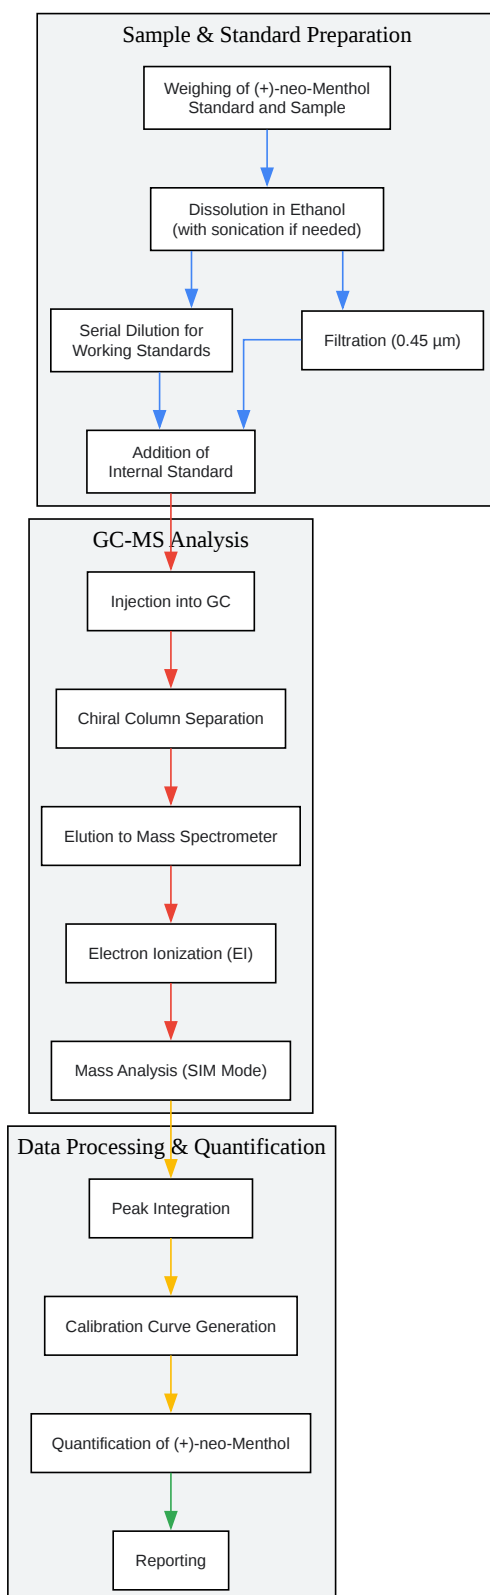 Sample & Standard Preparation
Weighing of (+)-neo-Menthol
Standard and Sample
Dissolution in Ethanol
(with sonication if needed)
Serial Dilution for
Working Standards
Filtration (0.45 µm)
Addition of
Internal Standard
GC-MS Analysis
Injection into GC
Chiral Column Separation
Elution to Mass Spectrometer
Electron Ionization (EI)
Mass Analysis (SIM Mode)
Data Processing & Quantification
Peak Integration
Calibration Curve Generation
Quantification of (+)-neo-Menthol
Reporting